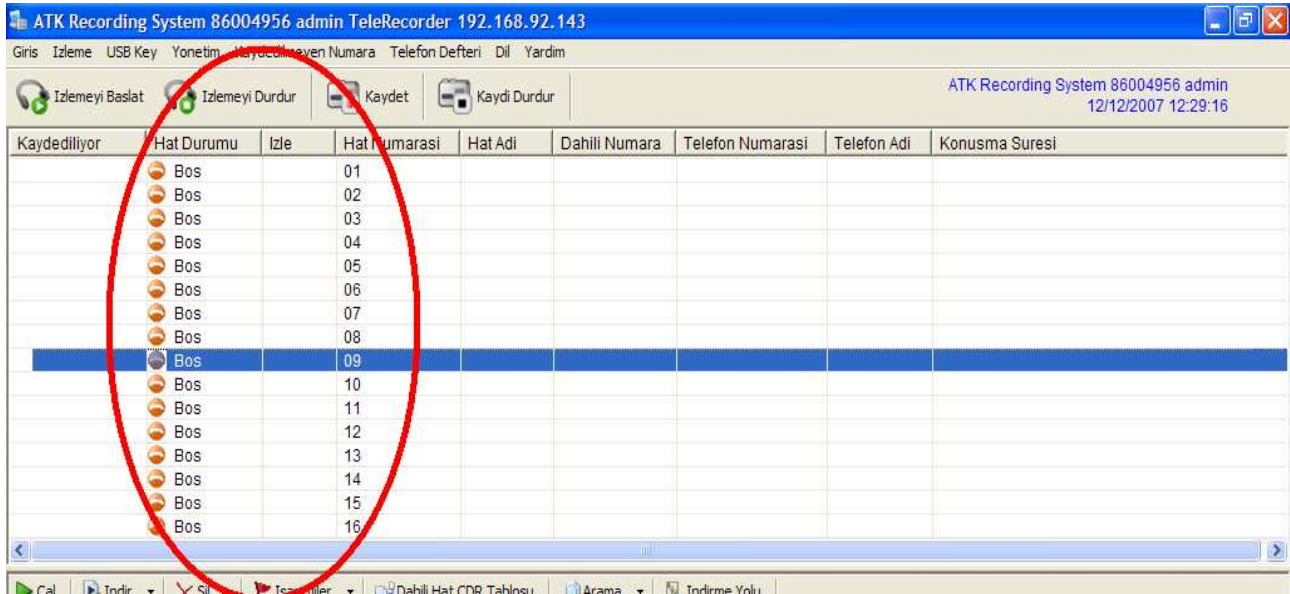 ATK Recording System 86004956 admin TeleRecorder 192.168.92.143
Giris Izleme USB Key Yonetim Numara Telefon Defteri Dil Yardim
Izlemeyi Baslat Izlemeyi Durdur Kaydet Kaydi Durdur
ATK Recording System 86004956 admin
12/12/2007 12:29:16
Kaydediliyor Hat Durumu Izle Hat Numarasi Hat Adi Dahili Numara Telefon Numarasi Telefon Adi Konusma Suresi
Bos 01
Bos 02
Bos 03
Bos 04
Bos 05
Bos 06
Bos 07
Bos 08
Bos 09
Bos 10
Bos 11
Bos 12
Bos 13
Bos 14
Bos 15
Bos 16
Cal Indir Sil Dahili Hat CDR Tablosu Arama Indirme Yolu